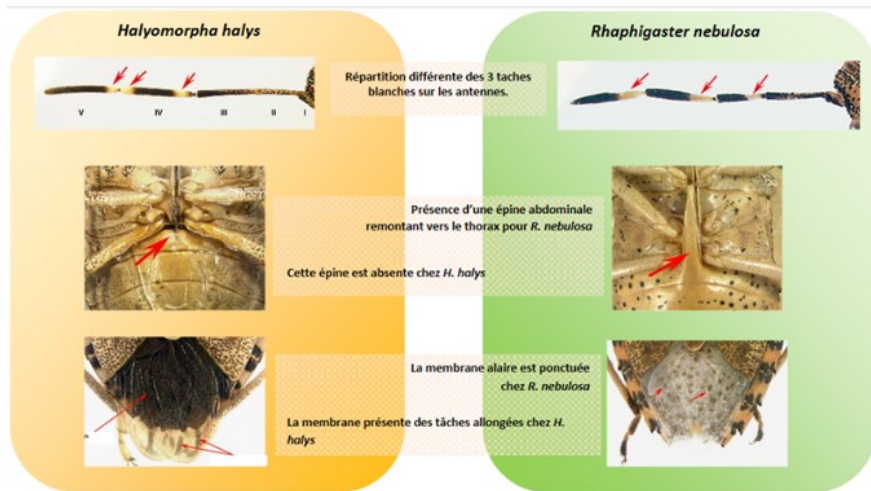 Halyomorpha halys
Rhaphigaster nebulosa
Répartition différente des 3 taches
blanches sur les antennes.
V IV III II I
Présence d'une épine abdominale
remontant vers le thorax pour R. nebulosa
Cette épine est absente chez H. halys
La membrane alaire est ponctuée
chez R. nebulosa
La membrane présente des tâches allongées chez H.
halys